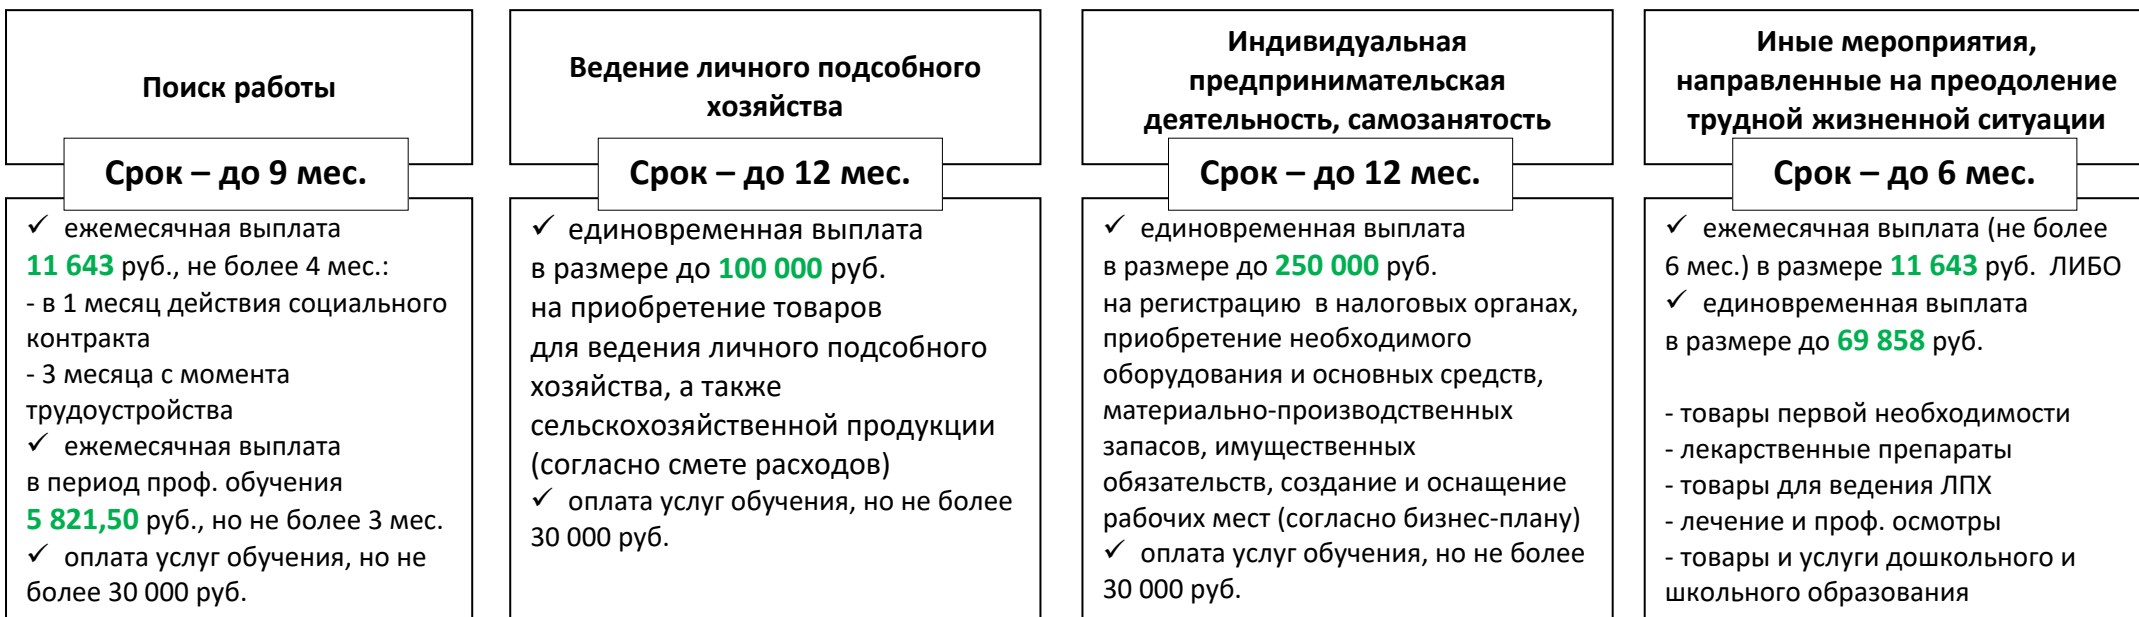 Поиск работы
Срок – до 9 мес.
✓ ежемесячная выплата
11 643 руб., не более 4 мес.:
- в 1 месяц действия социального
контракта
- 3 месяца с момента
трудоустройства
✓ ежемесячная выплата
в период проф. обучения
5 821,50 руб., но не более 3 мес.
✓ оплата услуг обучения, но не
более 30 000 руб.
Ведение личного подсобного
хозяйства
Срок – до 12 мес.
✓ единовременная выплата
в размере до 100 000 руб.
на приобретение товаров
для ведения личного подсобного
хозяйства, а также
сельскохозяйственной продукции
(согласно смете расходов)
✓ оплата услуг обучения, но не более
30 000 руб.
Индивидуальная
предпринимательская
деятельность, самозанятость
Срок – до 12 мес.
✓ единовременная выплата
в размере до 250 000 руб.
на регистрацию в налоговых органах,
приобретение необходимого
оборудования и основных средств,
материально-производственных
запасов, имущественных
обязательств, создание и оснащение
рабочих мест (согласно бизнес-плану)
✓ оплата услуг обучения, но не более
30 000 руб.
Иные мероприятия,
направленные на преодоление
трудной жизненной ситуации
Срок – до 6 мес.
✓ ежемесячная выплата (не более
6 мес.) в размере 11 643 руб. ЛИБО
✓ единовременная выплата
в размере до 69 858 руб.
- товары первой необходимости
- лекарственные препараты
- товары для ведения ЛПХ
- лечение и проф. осмотры
- товары и услуги дошкольного и
школьного образования